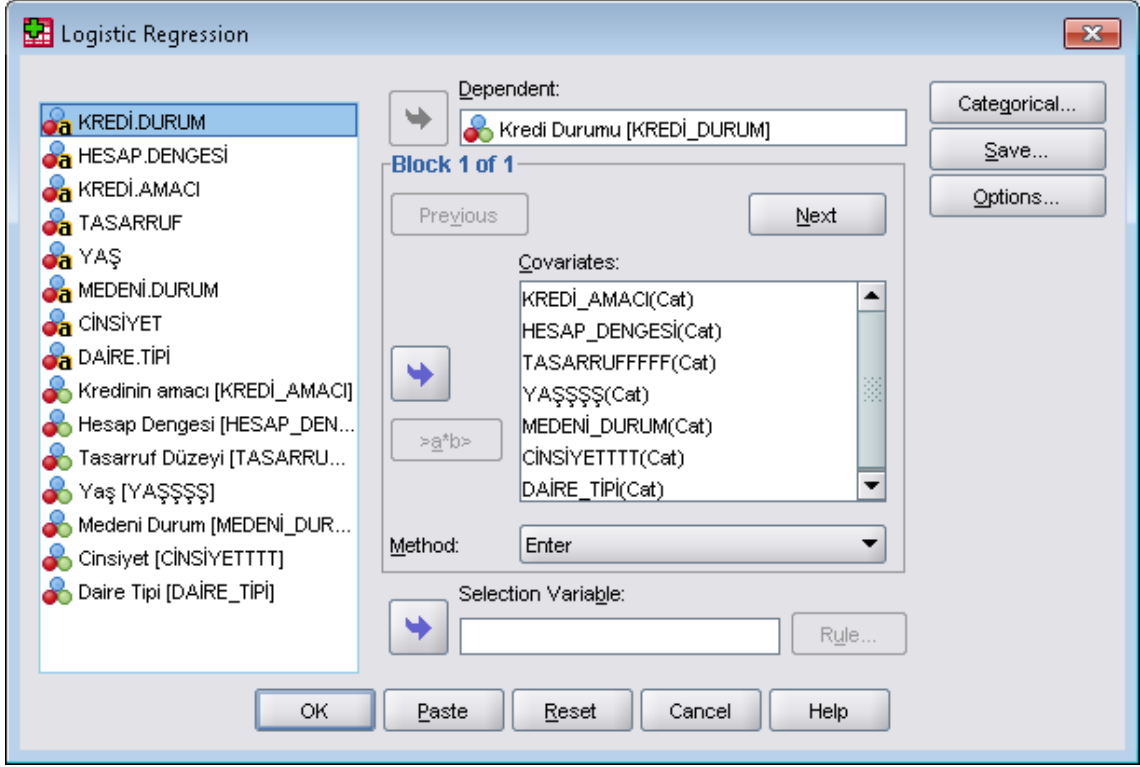 Logistic Regression
KREDİ.DURUM
HESAP.DENGESİ
KREDİ.AMACI
TASARRUF
YAŞ
MEDENİ.DURUM
CİNSİYET
DAİRE.TİPİ
Kredinin amacı [KREDİ_AMACI]
Hesap Dengesi [HESAP_DEN...
Tasarruf Düzeyi [TASARRU...
Yaş [YAŞŞŞŞ]
Medeni Durum [MEDENİ_DUR...
Cinsiyet [CİNSİYETTTT]
Daire Tipi [DAİRE_TİPİ]
Dependent:
Kredi Durumu [KREDİ_DURUM]
Block 1 of 1
Previous
Next
Covariates:
KREDİ_AMACI(Cat)
HESAP_DENGESİ(Cat)
TASARRUFFFFF(Cat)
YAŞŞŞŞ(Cat)
MEDENİ_DURUM(Cat)
CİNSİYETTTT(Cat)
DAİRE_TİPİ(Cat)
>a*b>
Method:
Enter
Selection Variable:
Rule...
Categorical...
Save...
Options...
OK
Paste
Reset
Cancel
Help